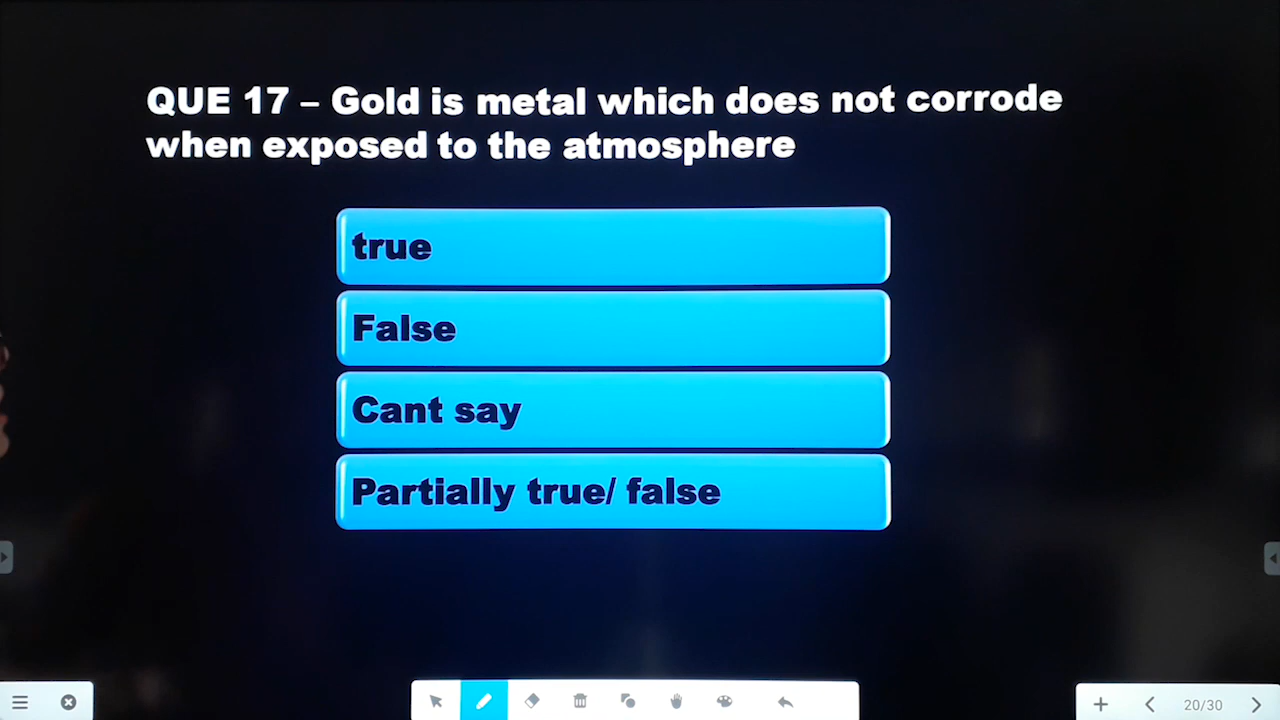 QUE 17 – Gold is metal which does not corrode
when exposed to the atmosphere
true
False
Cant say
Partially true/ false
20/30